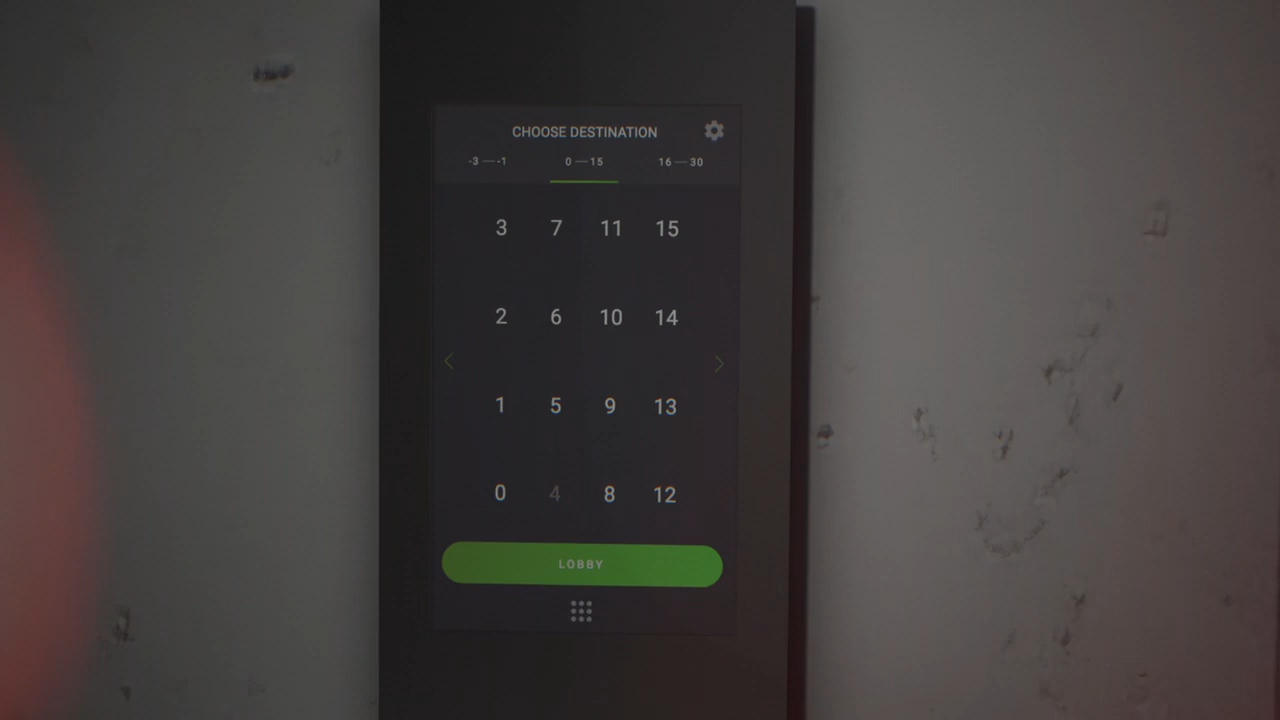 CHOOSE DESTINATION
-3 — -1 0 — 15 16 — 30
3 7 11 15
2 6 10 14
1 5 9 13
0 4 8 12
LOBBY